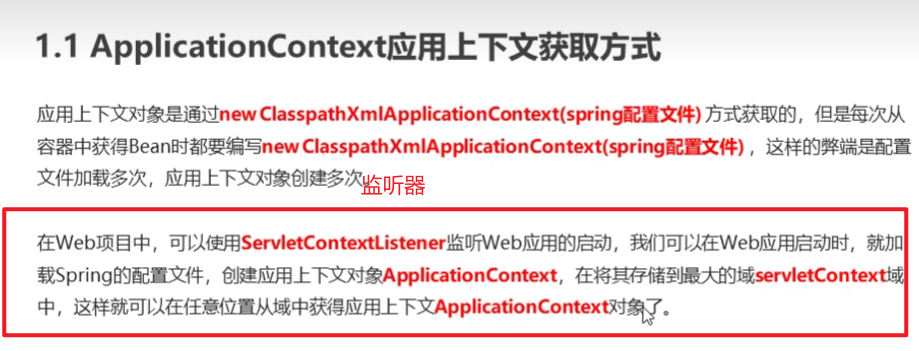 1.1 ApplicationContext应用上下文获取方式
应用上下文对象是通过new ClasspathXmlApplicationContext(spring配置文件) 方式获取的，但是每次从
容器中获得Bean时都要编写new ClasspathXmlApplicationContext(spring配置文件) ，这样的弊端是配置
文件加载多次，应用上下文对象创建多次。
监听器
在Web项目中，可以使用ServletContextListener监听Web应用的启动，我们可以在Web应用启动时，就加
载Spring的配置文件，创建应用上下文对象ApplicationContext，在将其存储到最大的域servletContext域
中，这样就可以在任意位置从域中获得应用上下文ApplicationContext对象了。